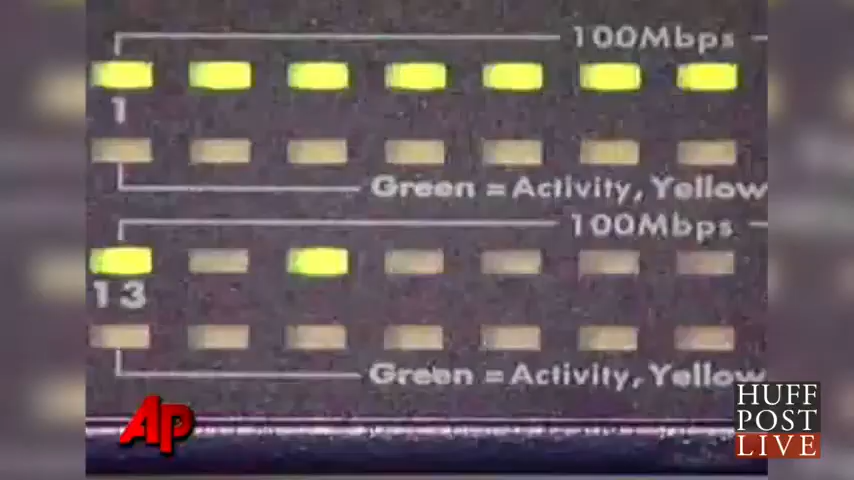 100Mbps
1
Green = Activity, Yellow
100Mbps
13
Green = Activity, Yellow
AP
HUFF
POST
LIVE